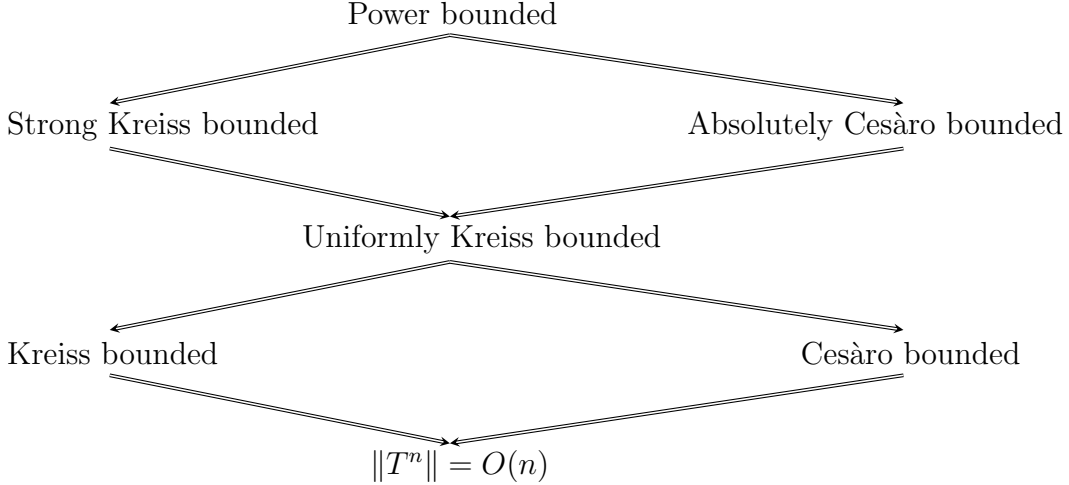 Power bounded
Strong Kreiss bounded
Absolutely Cesàro bounded
Uniformly Kreiss bounded
Kreiss bounded
Cesàro bounded
‖Tⁿ‖ = O(n)